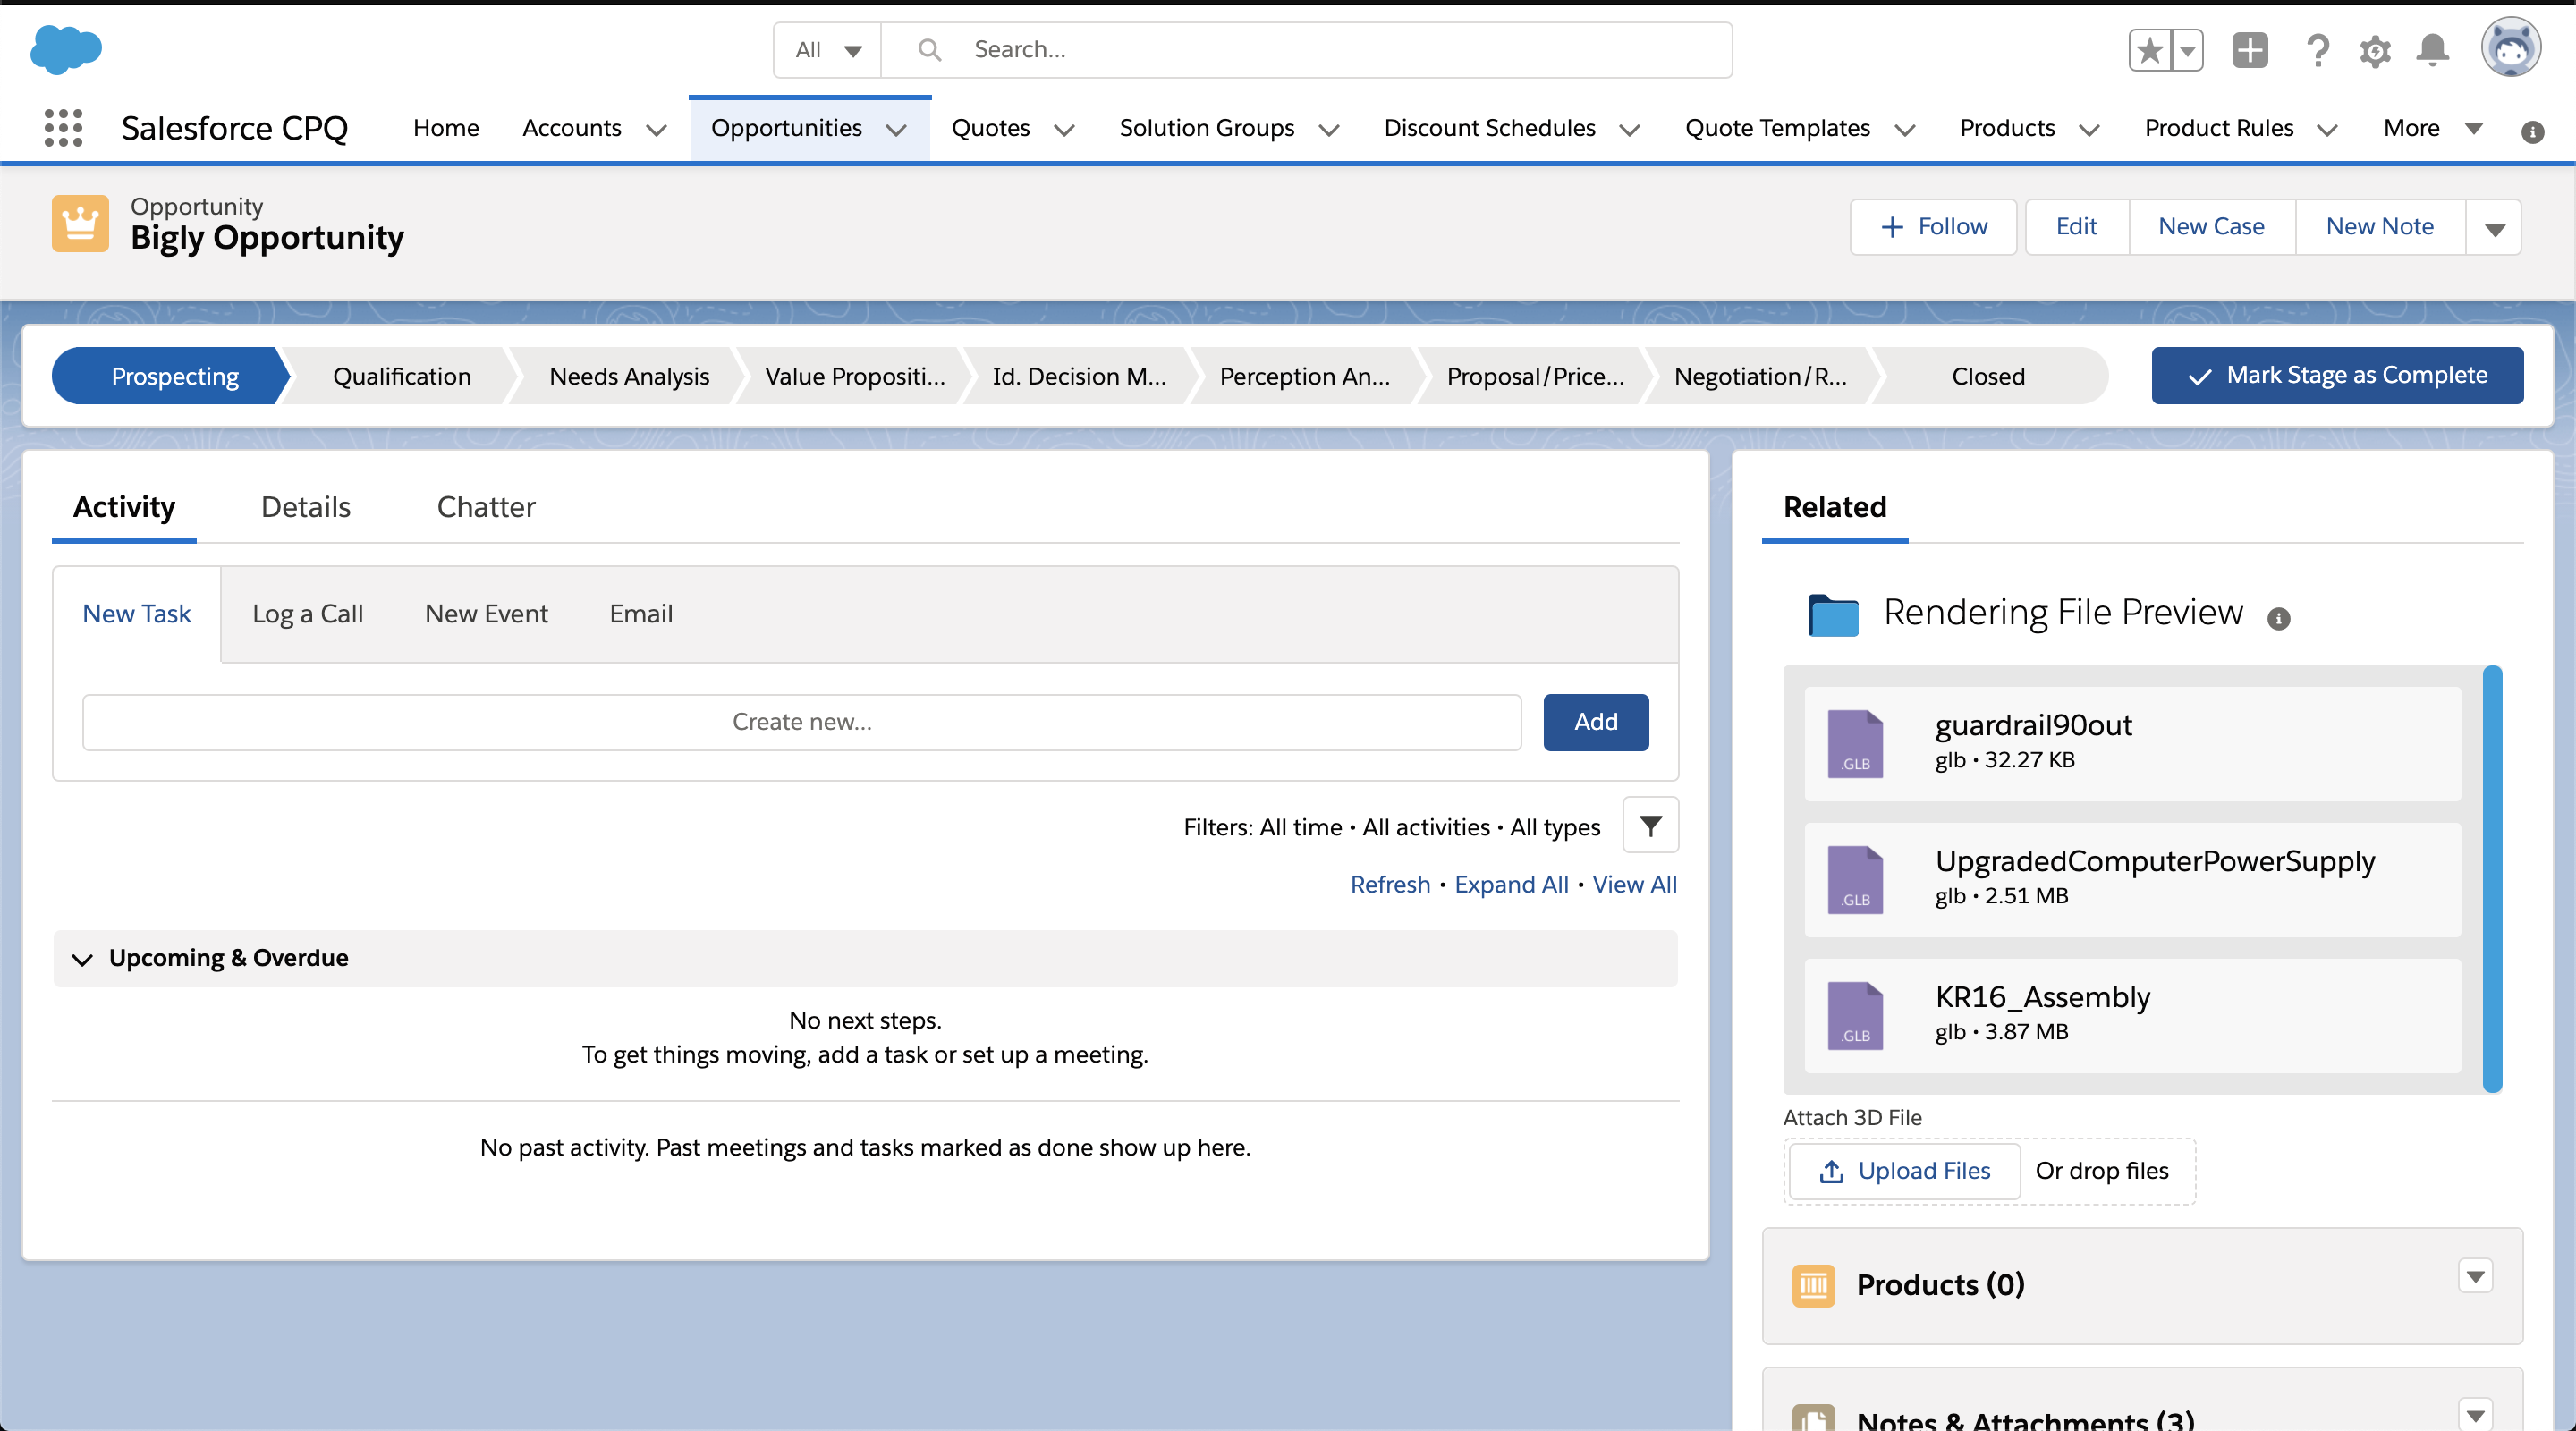 All
Search...
Salesforce CPQ
Home
Accounts
Opportunities
Quotes
Solution Groups
Discount Schedules
Quote Templates
Products
Product Rules
More
Opportunity
Bigly Opportunity
Follow
Edit
New Case
New Note
Prospecting
Qualification
Needs Analysis
Value Propositi...
Id. Decision M...
Perception An...
Proposal/Price...
Negotiation/R...
Closed
Mark Stage as Complete
Activity
Details
Chatter
New Task
Log a Call
New Event
Email
Create new...
Add
Filters: All time • All activities • All types
Refresh • Expand All • View All
Upcoming & Overdue
No next steps.
To get things moving, add a task or set up a meeting.
No past activity. Past meetings and tasks marked as done show up here.
Related
Rendering File Preview
.GLB
guardrail90out
glb • 32.27 KB
.GLB
UpgradedComputerPowerSupply
glb • 2.51 MB
.GLB
KR16_Assembly
glb • 3.87 MB
Attach 3D File
Upload Files
Or drop files
Products (0)
Notes & Attachments (3)